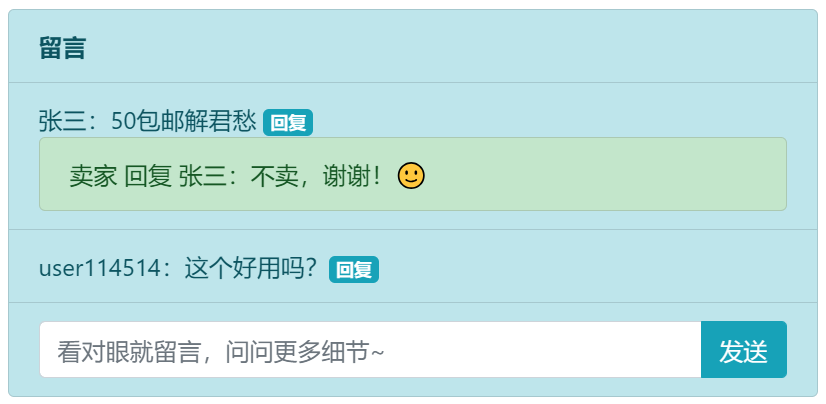 留言
张三：50包邮解君愁 回复
卖家 回复 张三：不卖，谢谢！🙂
user114514：这个好用吗？ 回复
看对眼就留言，问问更多细节~ 发送